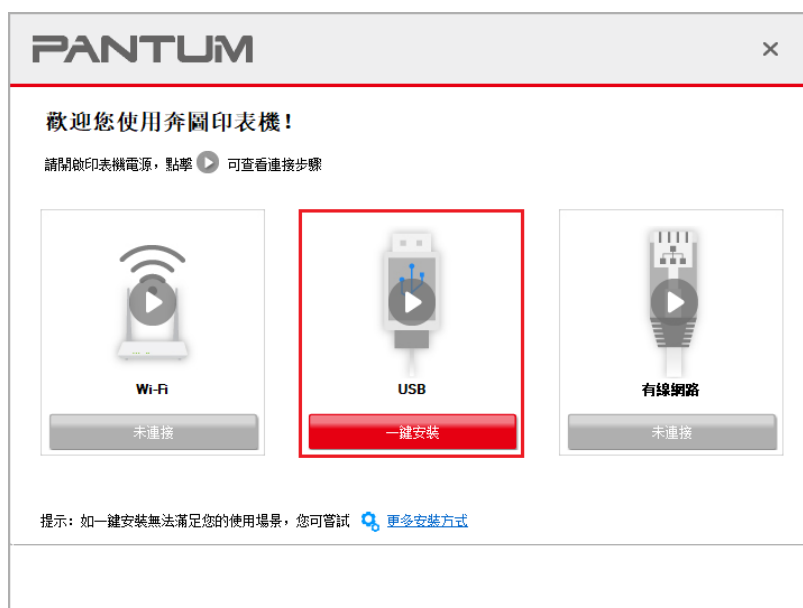 PANTUM
歡迎您使用奔圖印表機!
請開啟印表機電源，點擊 可查看連接步驟
Wi-Fi
USB
有線網路
未連接
一鍵安裝
未連接
提示: 如一鍵安裝無法滿足您的使用場景，您可嘗試 更多安裝方式